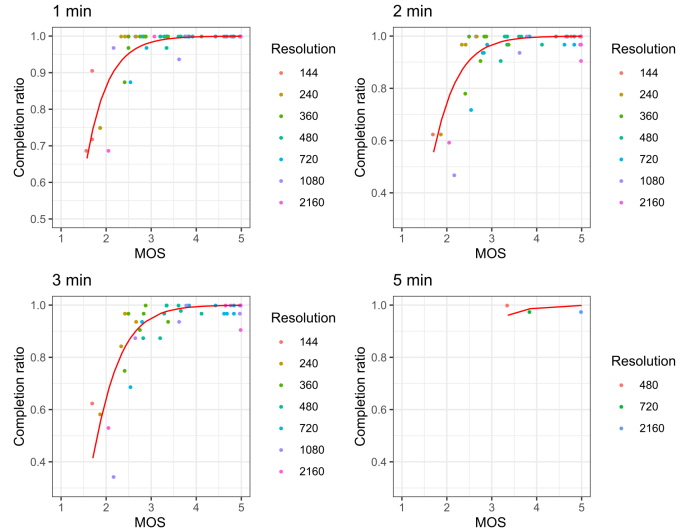 1 min
Completion ratio
1.0
0.9
0.8
0.7
0.6
0.5
1 2 3 4 5
MOS
Resolution
144
240
360
480
720
1080
2160
2 min
Completion ratio
1.0
0.8
0.6
0.4
1 2 3 4 5
MOS
Resolution
144
240
360
480
720
1080
2160
3 min
Completion ratio
1.0
0.8
0.6
0.4
1 2 3 4 5
MOS
Resolution
144
240
360
480
720
1080
2160
5 min
Completion ratio
1.0
0.8
0.6
0.4
1 2 3 4 5
MOS
Resolution
480
720
2160